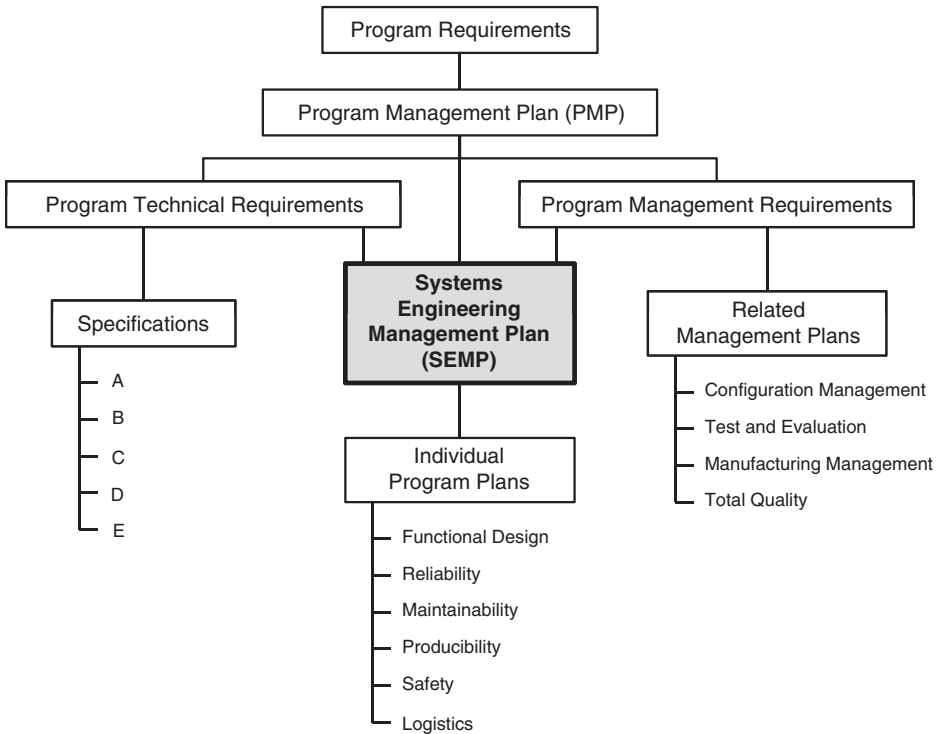 Program Requirements
Program Management Plan (PMP)
Program Technical Requirements
Program Management Requirements
Systems
Engineering
Management Plan
(SEMP)
Specifications
A
B
C
D
E
Related
Management Plans
Configuration Management
Test and Evaluation
Manufacturing Management
Total Quality
Individual
Program Plans
Functional Design
Reliability
Maintainability
Producibility
Safety
Logistics